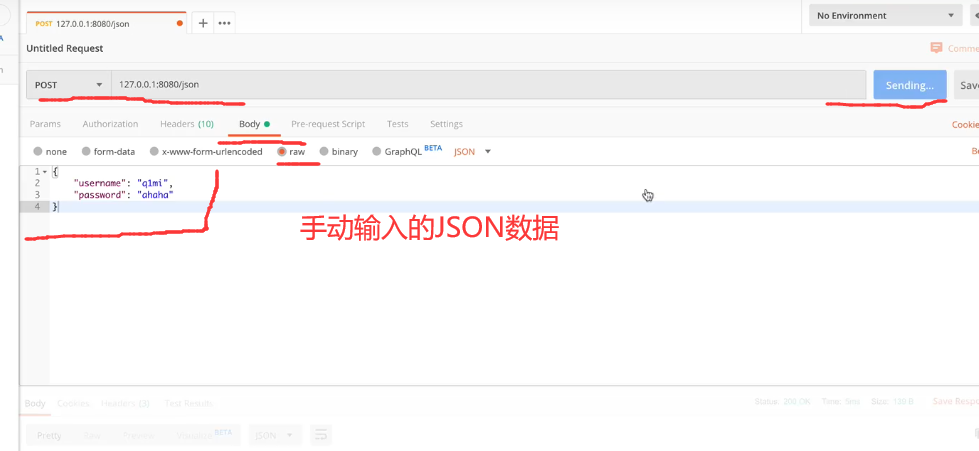 POST 127.0.0.1:8080/json + ••• No Environment
Untitled Request Comme
POST 127.0.0.1:8080/json Sending... Save
Params Authorization Headers (10) Body Pre-request Script Tests Settings Cookie
none form-data x-www-form-urlencoded raw binary GraphQL BETA JSON Be
1 {
2 "username": "q1mi",
3 "password": "ahaha"
4 }
手动输入的JSON数据
Body Cookies Headers (3) Test Results Status: 200 OK Time: 5ms Size: 139 B Save Respo
Pretty Raw Preview Visualize BETA JSON